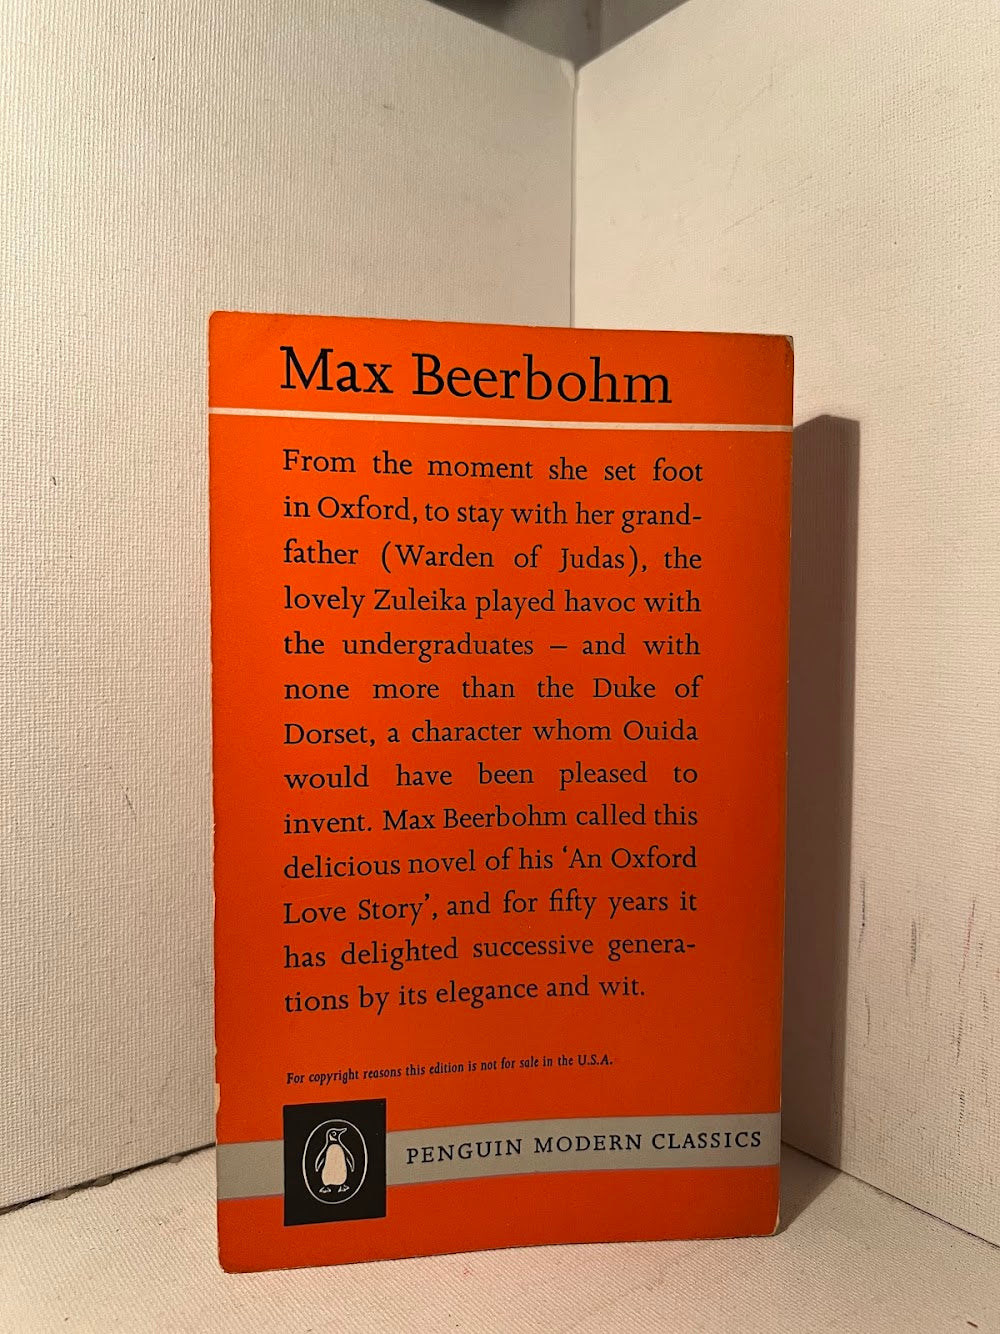 Max Beerbohm
From the moment she set foot
in Oxford, to stay with her grand-
father (Warden of Judas), the
lovely Zuleika played havoc with
the undergraduates – and with
none more than the Duke of
Dorset, a character whom Ouida
would have been pleased to
invent. Max Beerbohm called this
delicious novel of his ‘An Oxford
Love Story’, and for fifty years it
has delighted successive genera-
tions by its elegance and wit.
For copyright reasons this edition is not for sale in the U.S.A.
PENGUIN MODERN CLASSICS